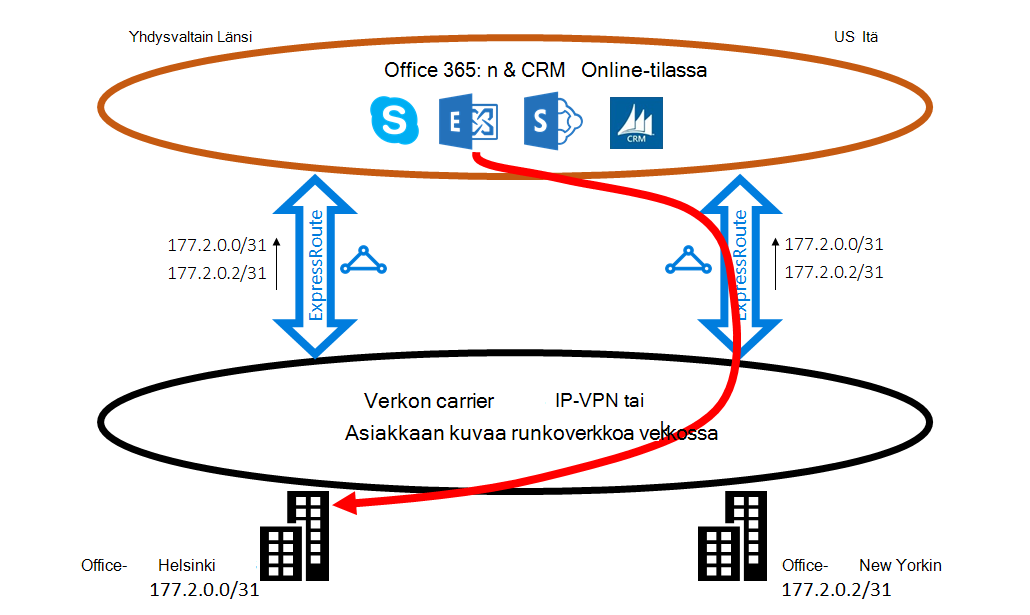 Yhdysvaltain Länsi
US Itä
Office 365: n & CRM Online-tilassa
S
E
S
CRM
177.2.0.0/31
177.2.0.2/31
ExpressRoute
ExpressRoute
177.2.0.0/31
177.2.0.2/31
Verkon carrier IP-VPN tai
Asiakkaan kuvaa runkoverkkoa verkossa
Office- Helsinki
177.2.0.0/31
Office- New Yorkin
177.2.0.2/31